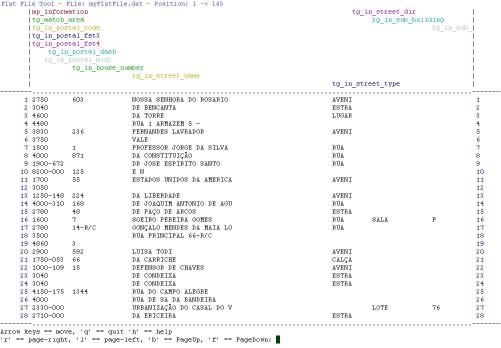 Flat File Tool - File: myFlatFile.dat - Position: 1 -> 145
mp_information tg_in_street_dir
tg_match_area tg_in_sub_building
tg_in_postal_code tg_in_sub_
tg_in_postal_fst3
tg_in_postal_fst4
tg_in_postal_dash
tg_in_postal_mid2
tg_in_house_number
tg_in_street_name
tg_in_street_type
1 2750 603 NOSSA SENHORA DO ROSARIO AVENI 1
2 3040 DE BENCANTA ESTRA 2
3 4600 DA TORRE LUGAR 3
4 4480 RUA 1 ARMAZEM 5 - 4
5 3830 236 FERNANDES LAVRADOR AVENI 5
6 3750 VALE 6
7 1500 1 PROFESSOR JORGE DA SILVA RUA 7
8 4000 871 DA CONSTITUIÇÃO RUA 8
9 1900-672 DR JOSE ESPIRITO SANTO RUA 9
10 8200-000 125 E N 10
11 1700 55 ESTADOS UNIDOS DA AMERICA AVENI 11
12 3050 12
13 1250-148 224 DA LIBERDADE AVENI 13
14 4000-310 168 DE JOAQUIM ANTONIO DE AGU RUA 14
15 2780 48 DE PAÇO DE ARCOS ESTRA 15
16 1600 7 SOEIRO PEREIRA GOMES RUA SALA P 16
17 2780 14-R/C GONÇALO MENDES DA MAIA LO RUA 17
18 3500 RUA PRINCIPAL 66-R/C 18
19 4860 3 19
20 2900 592 LUISA TODI AVENI 20
21 1750-053 66 DA CARRICHE CALÇA 21
22 1000-109 15 DEFENSOR DE CHAVES AVENI 22
23 3040 DE CONDEIXA ESTRA 23
24 3040 DE CONDEIXA ESTRA 24
25 4150-175 1344 RUA DO CAMPO ALEGRE 25
26 4000 RUA DE SA DA BANDEIRA 26
27 2330-000 URBANIZAÇÃO DO CASAL DO V LOTE 76 27
28 2710-000 DA ERICEIRA ESTRA 28
Arrow keys == move, 'q' == quit 'h' == help
'r' == page-right, 'l' == page-left, 'b' == PageUp, 'f' == PageDown: